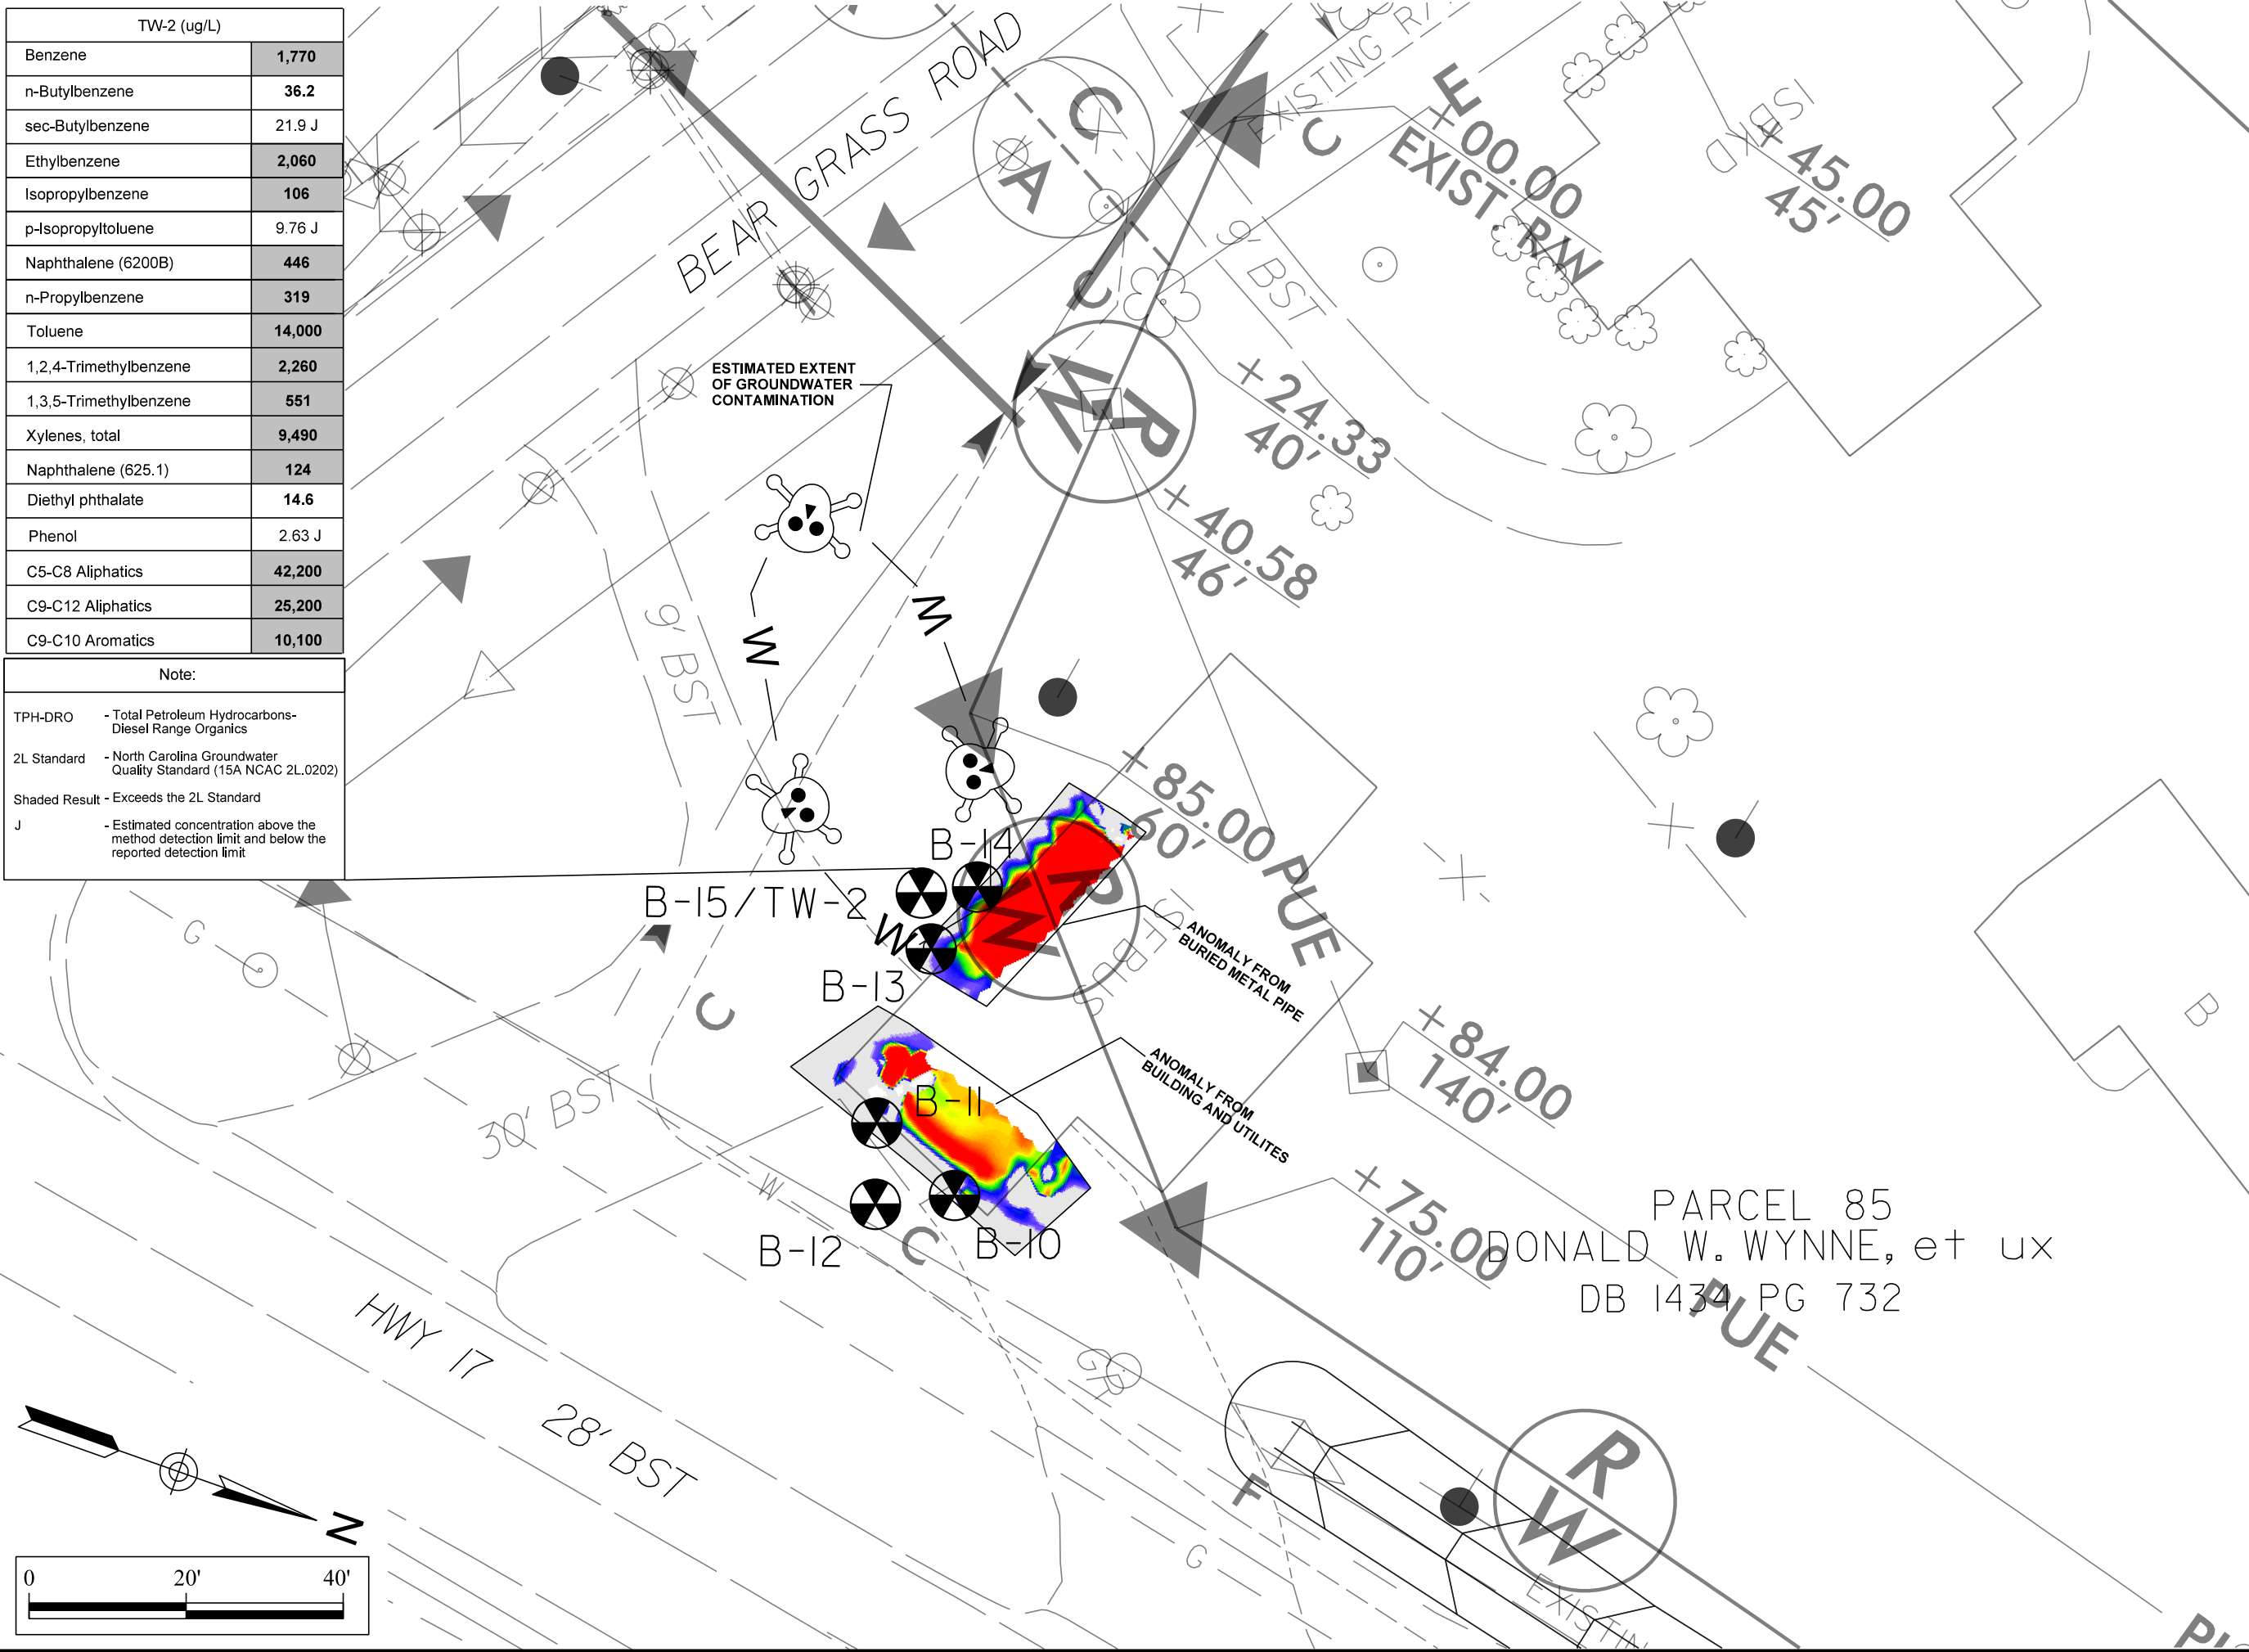 TW-2 (ug/L)
Benzene 1,770
n-Butylbenzene 36.2
sec-Butylbenzene 21.9 J
Ethylbenzene 2,060
Isopropylbenzene 106
p-Isopropyltoluene 9.76 J
Naphthalene (6200B) 446
n-Propylbenzene 319
Toluene 14,000
1,2,4-Trimethylbenzene 2,260
1,3,5-Trimethylbenzene 551
Xylenes, total 9,490
Naphthalene (625.1) 124
Diethyl phthalate 14.6
Phenol 2.63 J
C5-C8 Aliphatics 42,200
C9-C12 Aliphatics 25,200
C9-C10 Aromatics 10,100
Note:
TPH-DRO - Total Petroleum Hydrocarbons-
Diesel Range Organics
2L Standard - North Carolina Groundwater
Quality Standard (15A NCAC 2L.0202)
Shaded Result - Exceeds the 2L Standard
J - Estimated concentration above the
method detection limit and below the
reported detection limit
BEAR GRASS ROAD
C
A
C
EXISTING R
E
+00.00
EXIST. RW
ISBKD
+45.00
45'
9' BST
C
R
W
+24.33
40'
+40.58
46'
ESTIMATED EXTENT
OF GROUNDWATER
CONTAMINATION
W
W
9' BST
+85.00
60'
PUE
B-14
B-15/TW-2
W
B-13
R
W
ANOMALY FROM
BURIED METAL PIPE
ANOMALY FROM
BUILDING AND UTILITES
+84.00
140'
B
G
C
30' BST
B-11
W
B-12
C
B-10
+75.00
110'
PARCEL 85
DONALD W. WYNNE, et ux
DB 1434 PG 732
PUE
HWY 17
28' BST
GR
F
G
R
W
EXISTIN
N
0 20' 40'